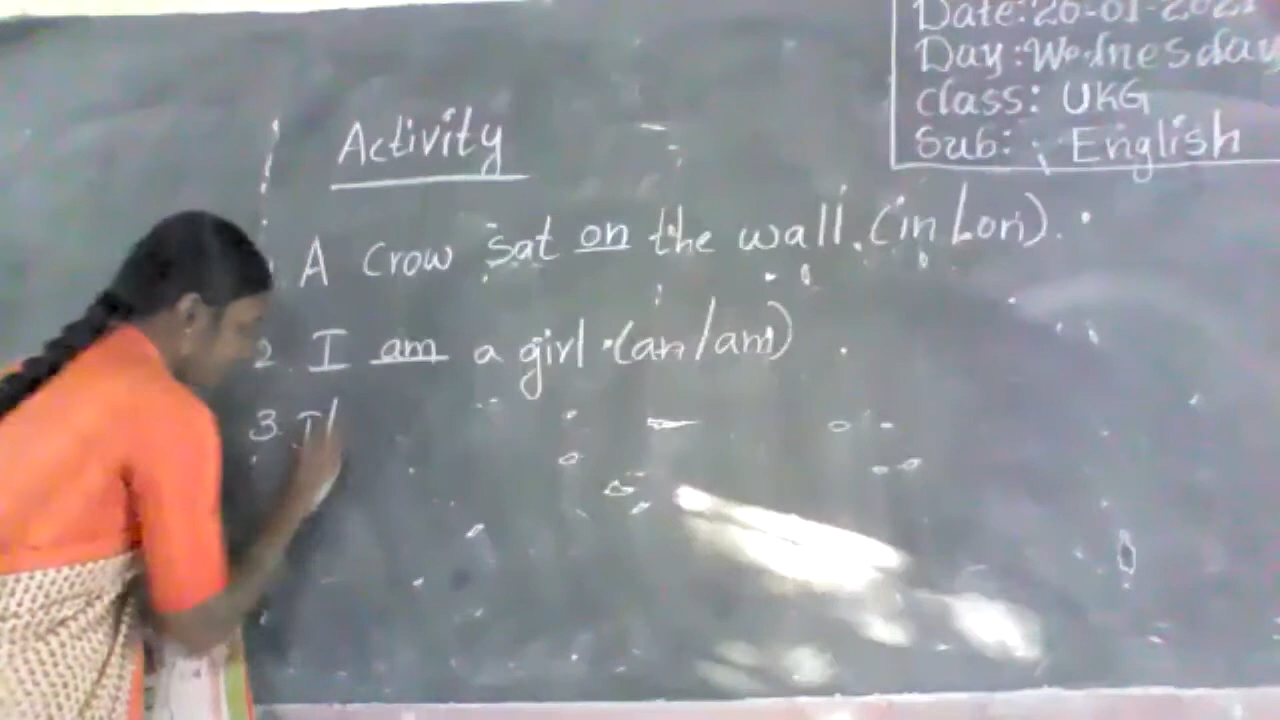 Date:20-01-2021
Day:Wednesday
class: UKG
Sub: English
Activity
A Crow sat on the wall. (in/on).
2. I am a girl. (an/am)
3.